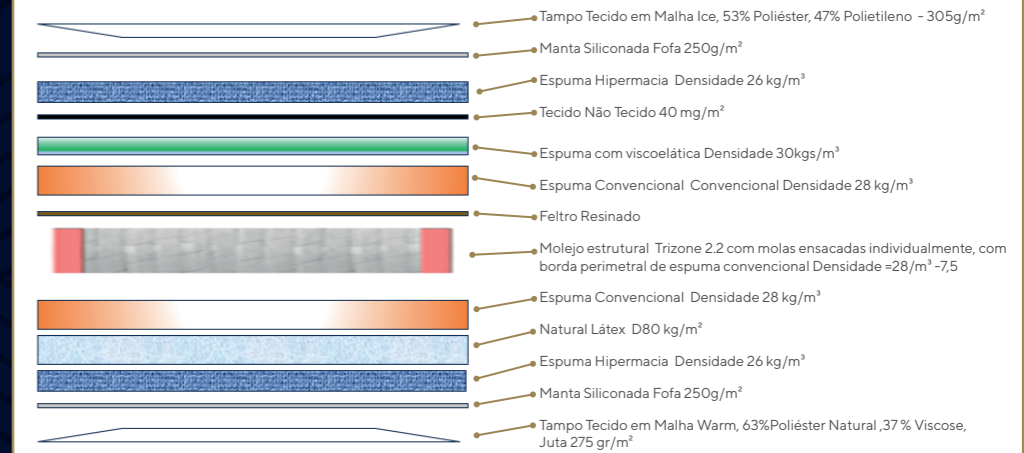 Tampo Tecido em Malha Ice, 53% Poliéster, 47% Polietileno - 305g/m²
Manta Siliconada Fofa 250g/m²
Espuma Hipermacia Densidade 26 kg/m³
Tecido Não Tecido 40 mg/m²
Espuma com viscoelática Densidade 30kgs/m³
Espuma Convencional Convencional Densidade 28 kg/m³
Feltro Resinado
Molejo estrutural Trizone 2.2 com molas ensacadas individualmente, com
borda perimetral de espuma convencional Densidade =28/m³ -7,5
Espuma Convencional Densidade 28 kg/m³
Natural Látex D80 kg/m²
Espuma Hipermacia Densidade 26 kg/m³
Manta Siliconada Fofa 250g/m²
Tampo Tecido em Malha Warm, 63%Poliéster Natural ,37 % Viscose,
Juta 275 gr/m²